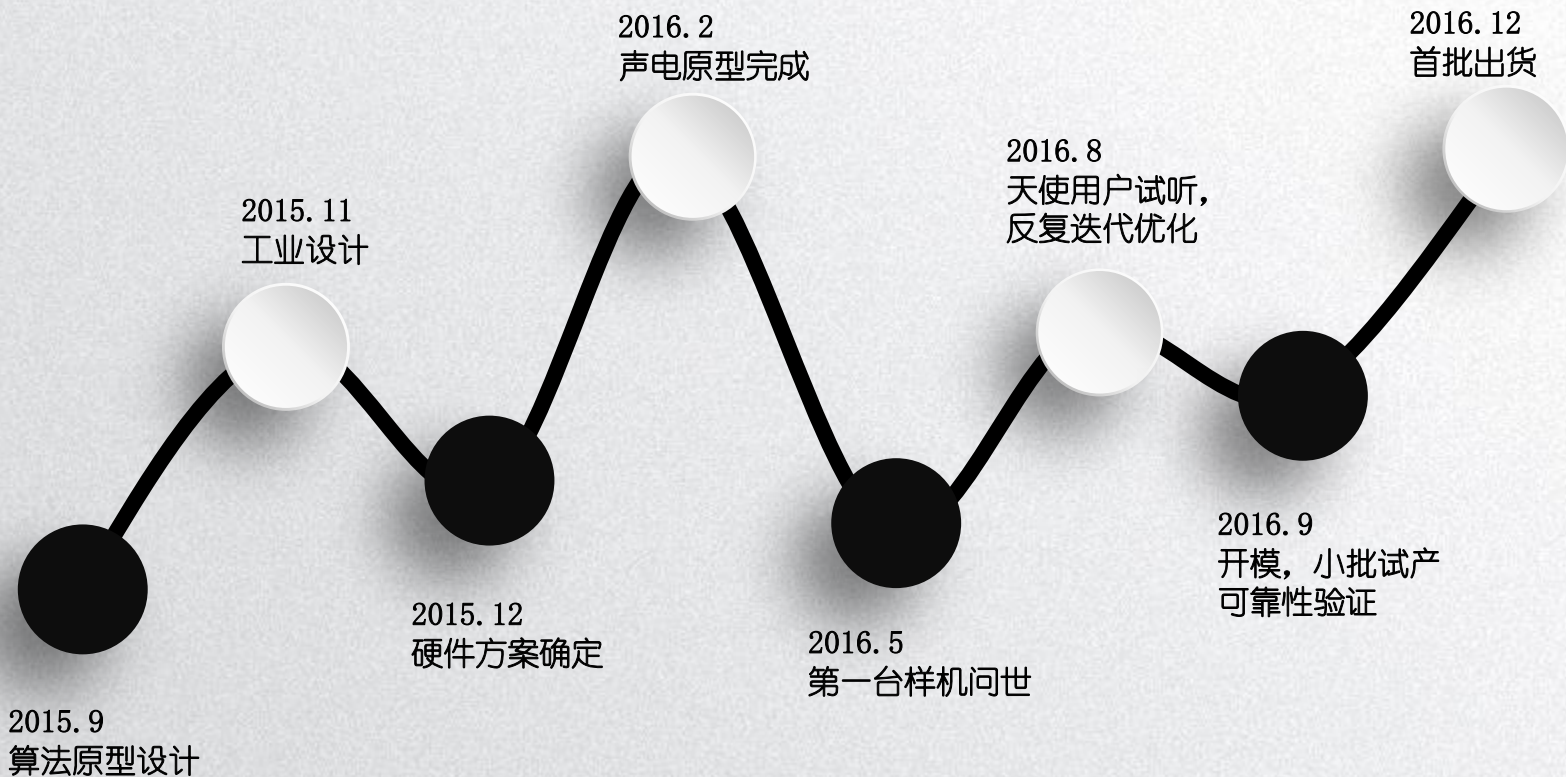 2015.9
算法原型设计
2015.11
工业设计
2015.12
硬件方案确定
2016.2
声电原型完成
2016.5
第一台样机问世
2016.8
天使用户试听，
反复迭代优化
2016.9
开模，小批试产
可靠性验证
2016.12
首批出货